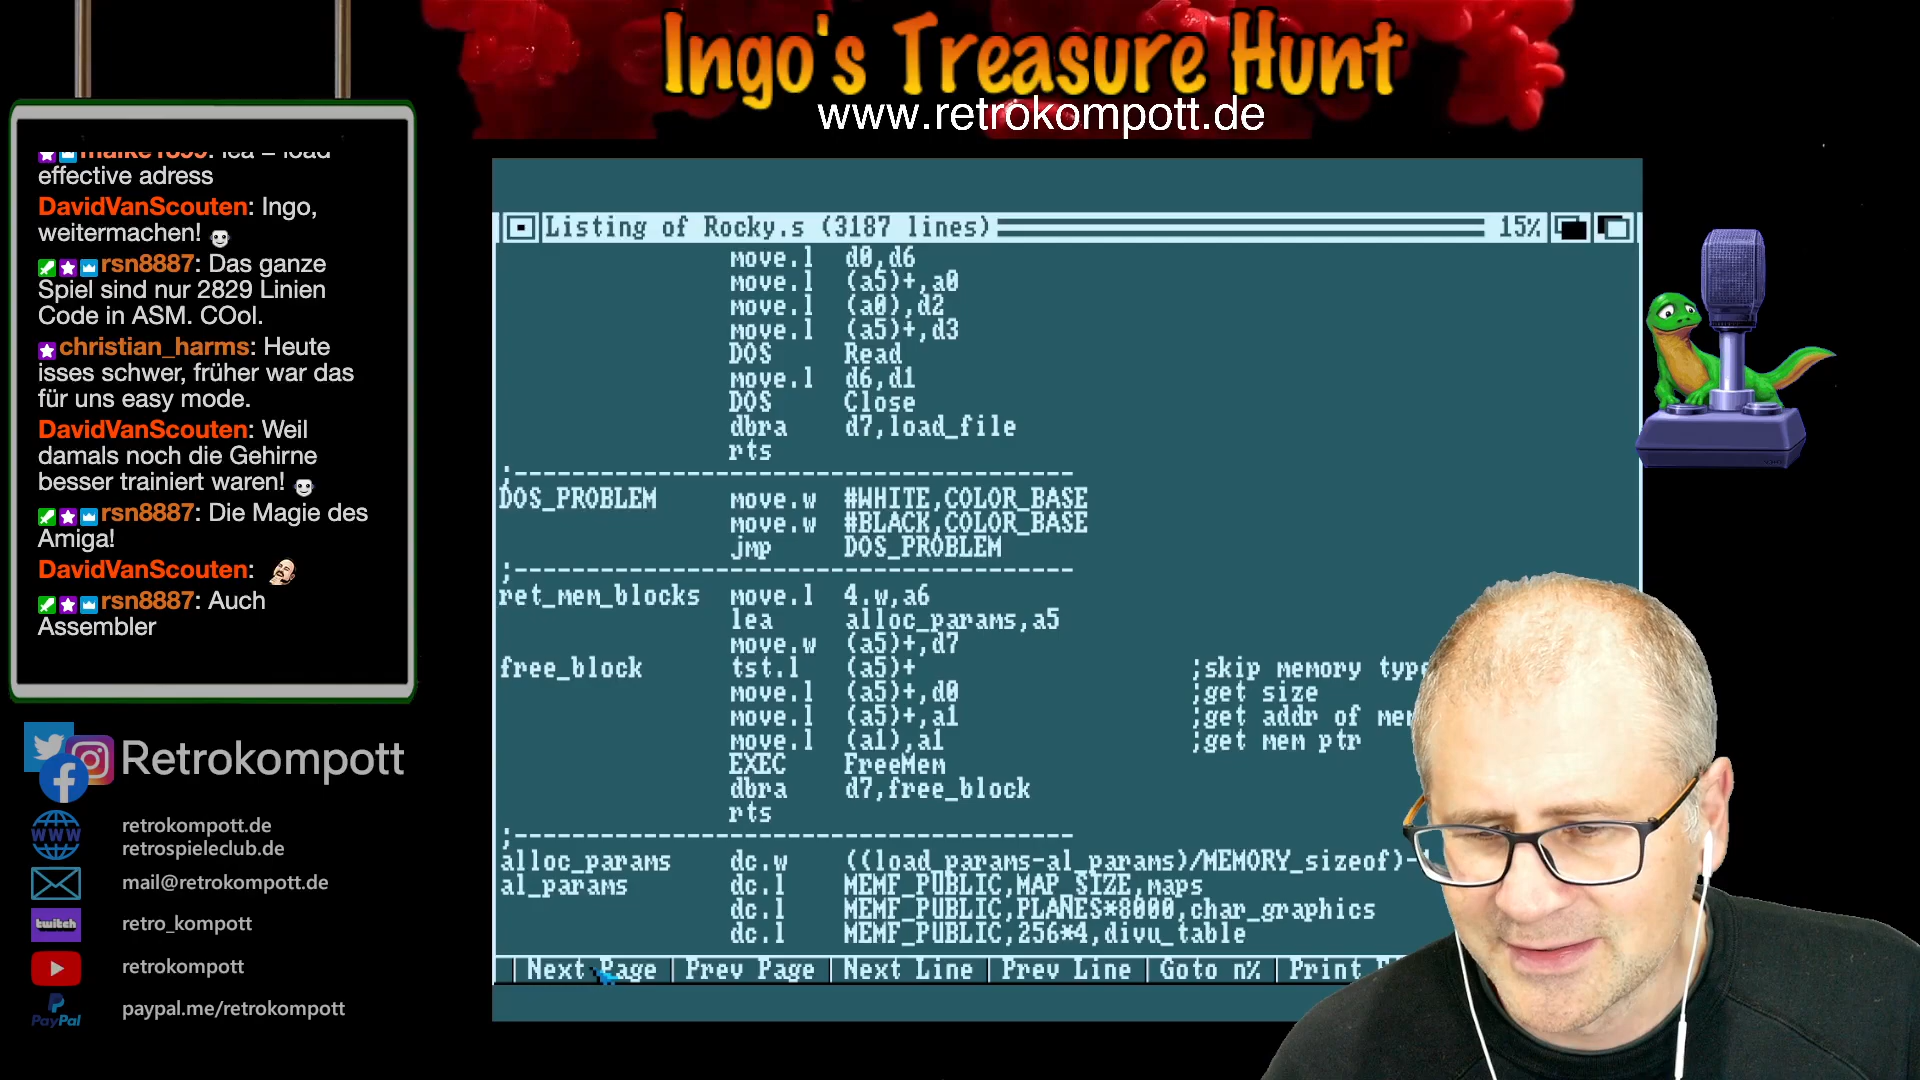 Ingo's Treasure Hunt
www.retrokompott.de
maike1899: lea = load
effective adress
DavidVanScouten: Ingo,
weitermachen!
rsn8887: Das ganze
Spiel sind nur 2829 Linien
Code in ASM. COol.
christian_harms: Heute
isses schwer, früher war das
für uns easy mode.
DavidVanScouten: Weil
damals noch die Gehirne
besser trainiert waren!
rsn8887: Die Magie des
Amiga!
DavidVanScouten:
rsn8887: Auch
Assembler
Retrokompott
www
retrokompott.de
retrospieleclub.de
mail@retrokompott.de
twitch
retro_kompott
retrokompott
PayPal
paypal.me/retrokompott
Listing of Rocky.s (3187 lines) 15%
move.l d0,d6
move.l (a5)+,a0
move.l (a0),d2
move.l (a5)+,d3
DOS Read
move.l d6,d1
DOS Close
dbra d7,load_file
rts
;----------------------------------------
DOS_PROBLEM move.w #WHITE,COLOR_BASE
move.w #BLACK,COLOR_BASE
jmp DOS_PROBLEM
;----------------------------------------
ret_mem_blocks move.l 4.w,a6
lea alloc_params,a5
move.w (a5)+,d7
free_block tst.l (a5)+ ;skip memory type
move.l (a5)+,d0 ;get size
move.l (a5)+,a1 ;get addr of
move.l (a1),a1 ;get mem ptr
EXEC FreeMem
dbra d7,free_block
rts
;----------------------------------------
alloc_params dc.w ((load_params-al_params)/MEMORY_sizeof)-
al_params dc.l MEMF_PUBLIC,MAP_SIZE,maps
dc.l MEMF_PUBLIC,PLANES*8000,char_graphics
dc.l MEMF_PUBLIC,256*4,divu_table
Next Page Prev Page Next Line Prev Line Goto n% Print